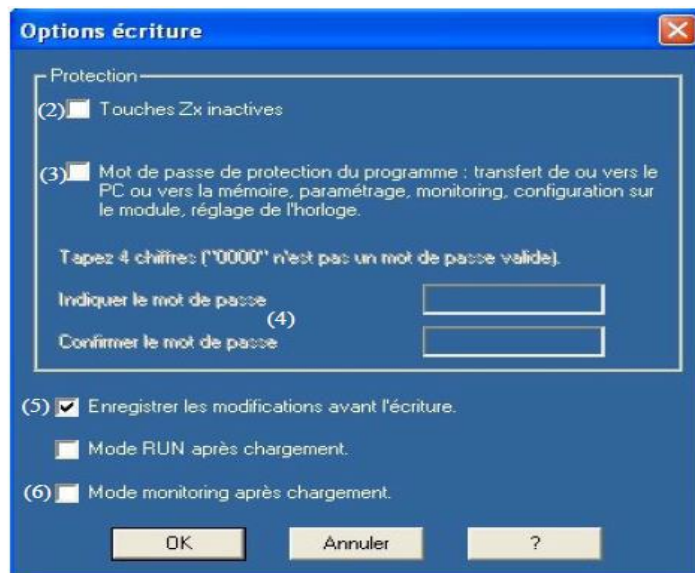 Options écriture
Protection
(2) Touches Zx inactives
(3) Mot de passe de protection du programme : transfert de ou vers le
PC ou vers la mémoire, paramétrage, monitoring, configuration sur
le module, réglage de l'horloge.
Tapez 4 chiffres ("0000" n'est pas un mot de passe valide).
Indiquer le mot de passe
(4)
Confirmer le mot de passe
(5) Enregistrer les modifications avant l'écriture.
Mode RUN après chargement.
(6) Mode monitoring après chargement.
OK Annuler ?